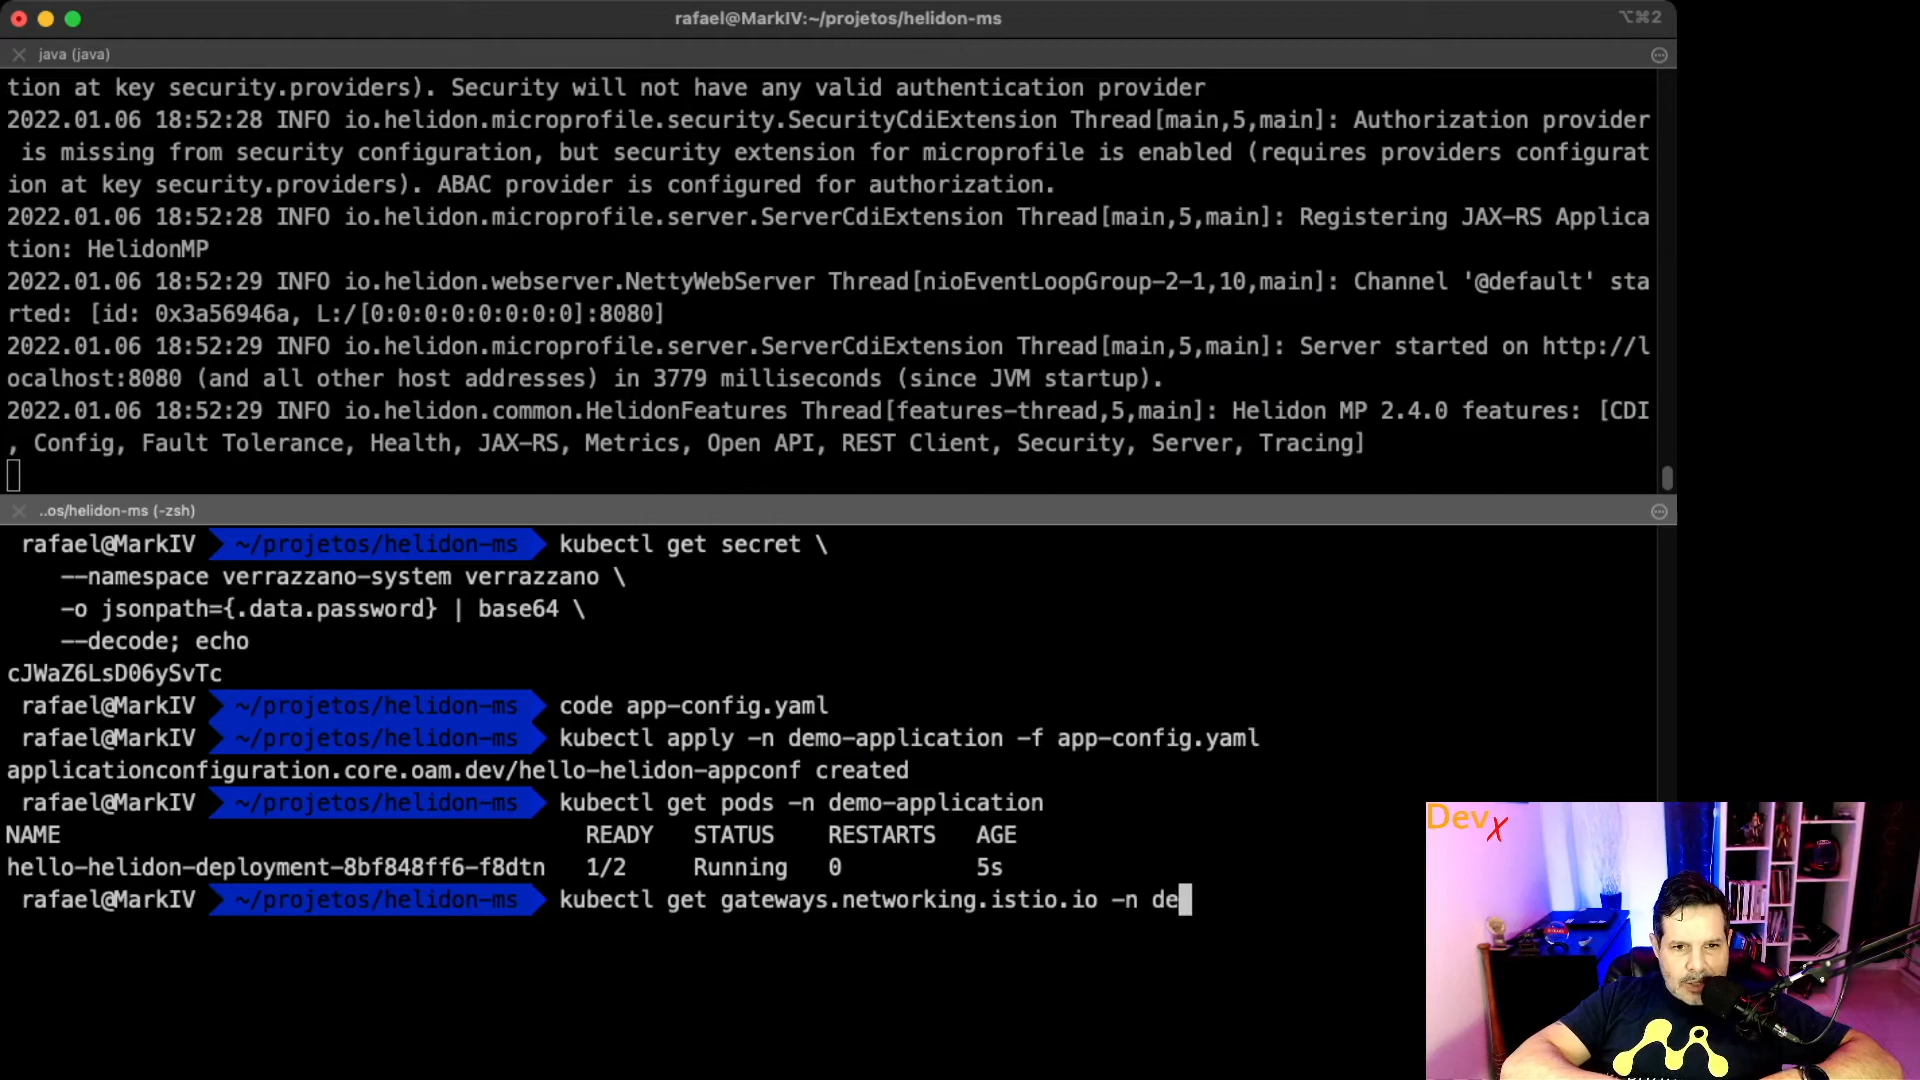 rafael@MarkIV:~/projetos/helidon-ms
⌥⌘2
java (java)
tion at key security.providers). Security will not have any valid authentication provider
2022.01.06 18:52:28 INFO io.helidon.microprofile.security.SecurityCdiExtension Thread[main,5,main]: Authorization provider
 is missing from security configuration, but security extension for microprofile is enabled (requires providers configurat
ion at key security.providers). ABAC provider is configured for authorization.
2022.01.06 18:52:28 INFO io.helidon.microprofile.server.ServerCdiExtension Thread[main,5,main]: Registering JAX-RS Applica
tion: HelidonMP
2022.01.06 18:52:29 INFO io.helidon.webserver.NettyWebServer Thread[nioEventLoopGroup-2-1,10,main]: Channel '@default' sta
rted: [id: 0x3a56946a, L:/[0:0:0:0:0:0:0:0]:8080]
2022.01.06 18:52:29 INFO io.helidon.microprofile.server.ServerCdiExtension Thread[main,5,main]: Server started on http://l
ocalhost:8080 (and all other host addresses) in 3779 milliseconds (since JVM startup).
2022.01.06 18:52:29 INFO io.helidon.common.HelidonFeatures Thread[features-thread,5,main]: Helidon MP 2.4.0 features: [CDI
, Config, Fault Tolerance, Health, JAX-RS, Metrics, Open API, REST Client, Security, Server, Tracing]
..os/helidon-ms (-zsh)
rafael@MarkIV ~/projetos/helidon-ms kubectl get secret \
--namespace verrazzano-system verrazzano \
-o jsonpath={.data.password} | base64 \
--decode; echo
cJWaZ6LsD06ySvTc
rafael@MarkIV ~/projetos/helidon-ms code app-config.yaml
rafael@MarkIV ~/projetos/helidon-ms kubectl apply -n demo-application -f app-config.yaml
applicationconfiguration.core.oam.dev/hello-helidon-appconf created
rafael@MarkIV ~/projetos/helidon-ms kubectl get pods -n demo-application
NAME READY STATUS RESTARTS AGE
hello-helidon-deployment-8bf848ff6-f8dtn 1/2 Running 0 5s
rafael@MarkIV ~/projetos/helidon-ms kubectl get gateways.networking.istio.io -n de
DevX